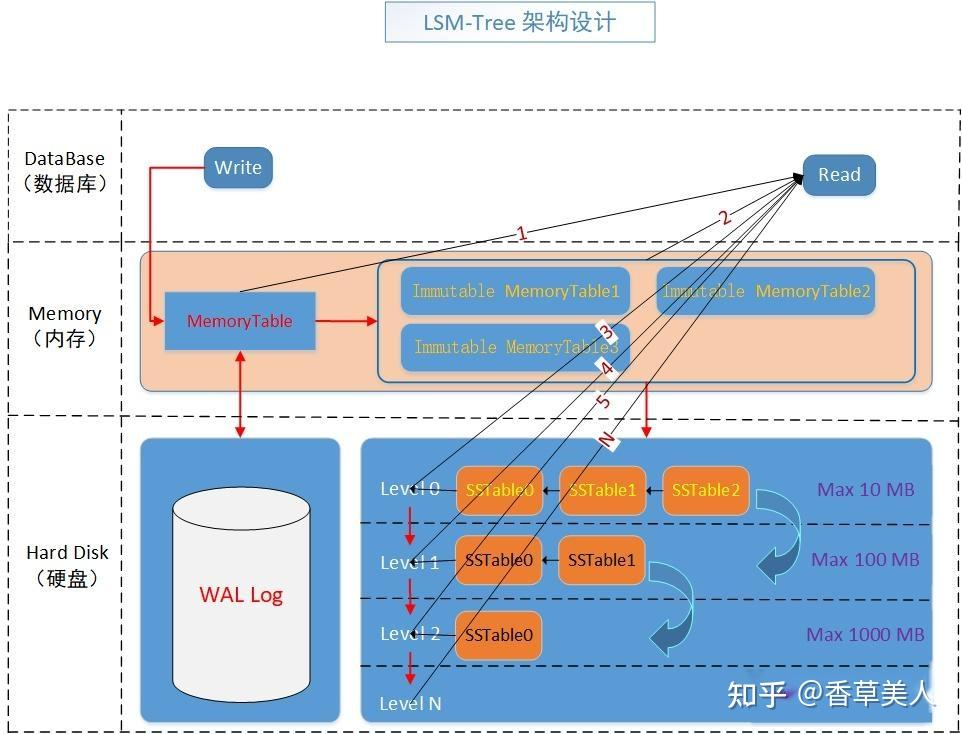 LSM-Tree 架构设计
DataBase
（数据库）
Write
Read
1
2
Memory
（内存）
MemoryTable
Immutable MemoryTable1
Immutable MemoryTable2
Immutable MemoryTable3
3
4
5
N
Hard Disk
（硬盘）
WAL Log
Level 0
SSTable0
SSTable1
SSTable2
Max 10 MB
Level 1
SSTable0
SSTable1
Max 100 MB
Level 2
SSTable0
Max 1000 MB
Level N
知乎 @香草美人